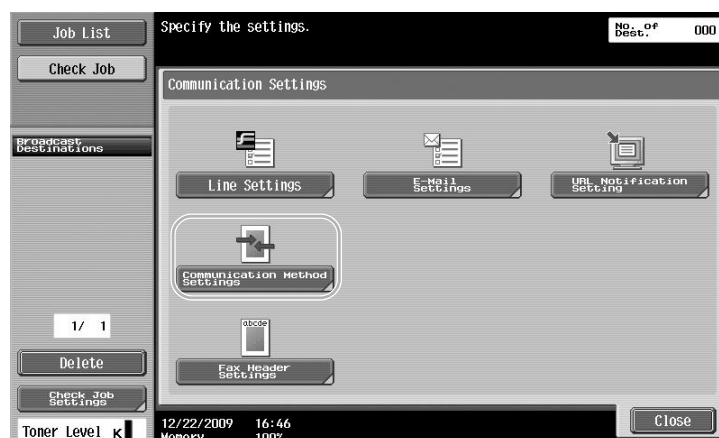 Job List
Check Job
Broadcast
Destinations
1/ 1
Delete
Check Job
Settings
Toner Level K
Specify the settings.
No. of
Dest.
000
Communication Settings
Line Settings
E-Mail
Settings
URL Notification
Setting
Communication Method
Settings
abcde
Fax Header
Settings
12/22/2009 16:46
Memory 100%
Close